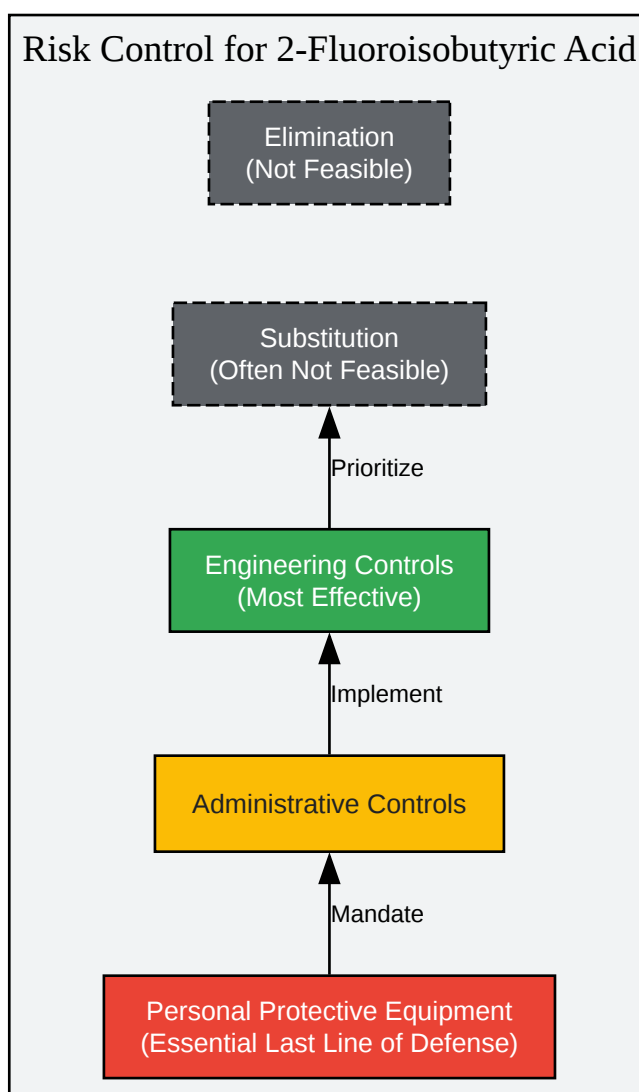 Risk Control for 2-Fluoroisobutyric Acid
Elimination
(Not Feasible)
Substitution
(Often Not Feasible)
Prioritize
Engineering Controls
(Most Effective)
Implement
Administrative Controls
Mandate
Personal Protective Equipment
(Essential Last Line of Defense)